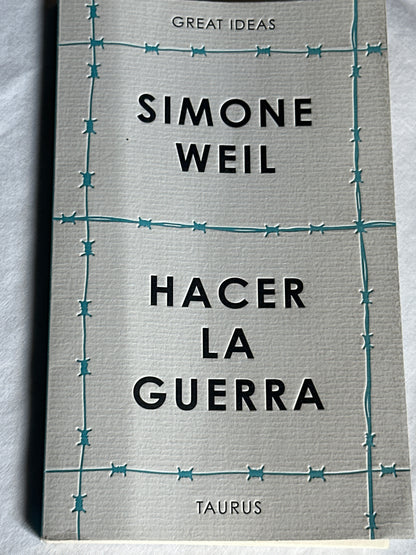 GREAT IDEAS
SIMONE
WEIL
HACER
LA
GUERRA
TAURUS